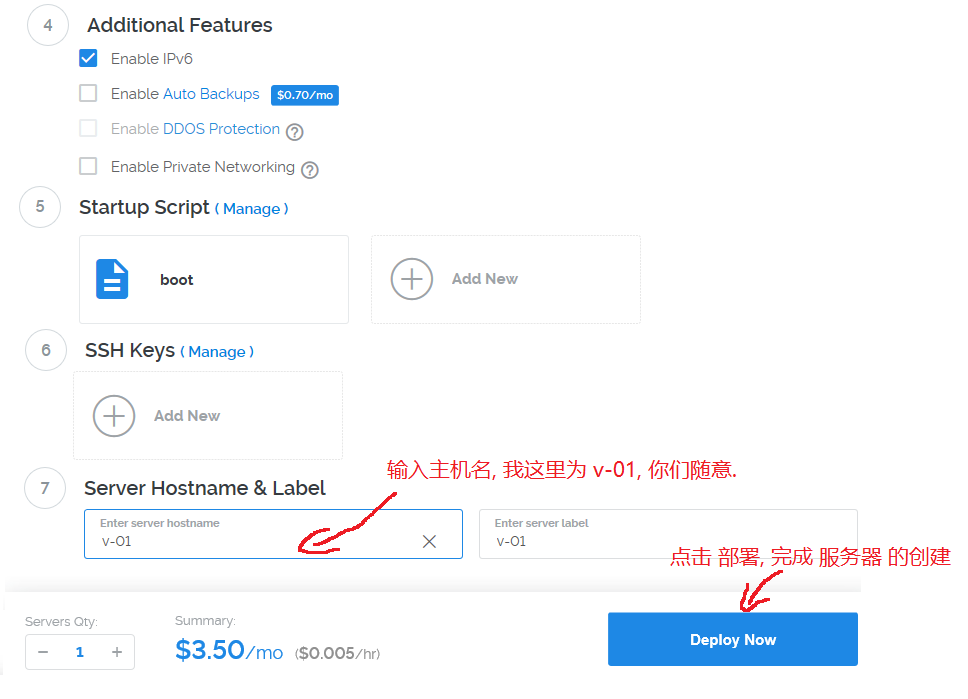 4
Additional Features
Enable IPv6
Enable Auto Backups $0.70/mo
Enable DDOS Protection ?
Enable Private Networking ?
5
Startup Script ( Manage )
boot
Add New
6
SSH Keys ( Manage )
Add New
输入主机名, 我这里为 v-01, 你们随意.
7
Server Hostname & Label
Enter server hostname
v-01
Enter server label
v-01
点击 部署, 完成 服务器 的创建
Servers Qty:
− 1 +
Summary:
$3.50/mo ($0.005/hr)
Deploy Now